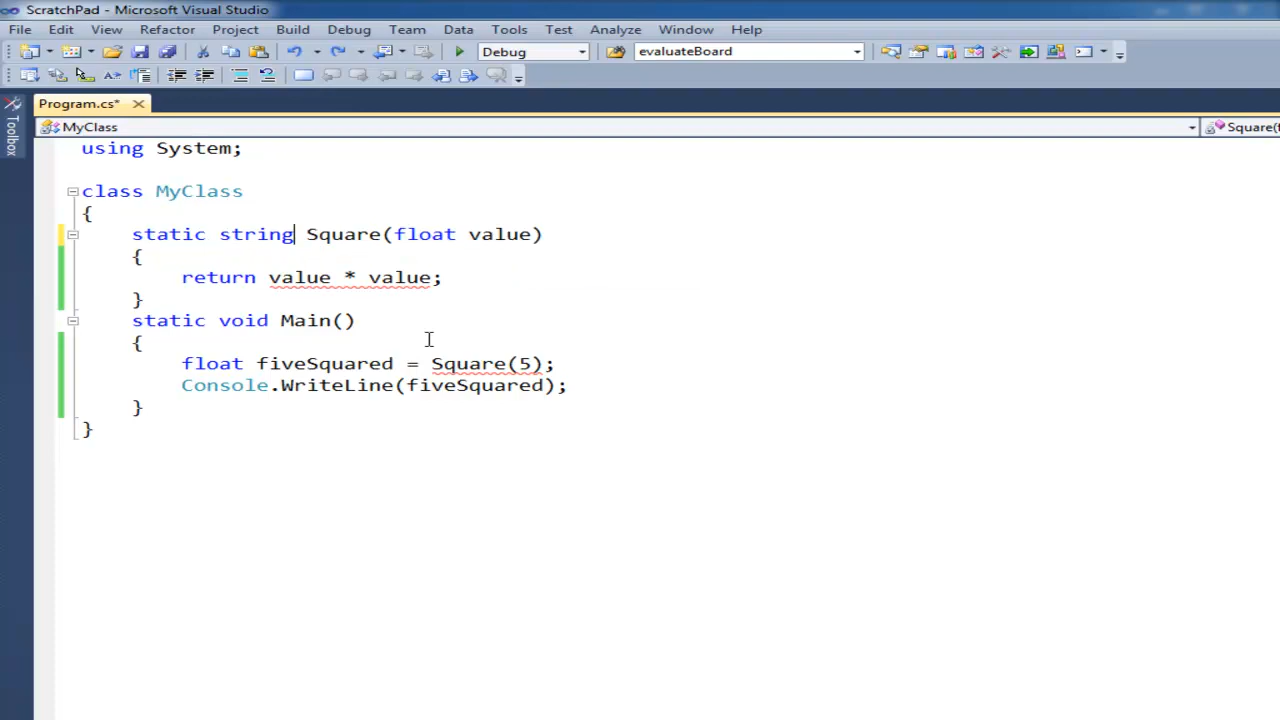 ScratchPad - Microsoft Visual Studio
File Edit View Refactor Project Build Debug Team Data Tools Test Analyze Window Help
Debug evaluateBoard
Program.cs*
Toolbox
MyClass Square(f
using System;
class MyClass
{
static string Square(float value)
{
return value * value;
}
static void Main()
{
float fiveSquared = Square(5);
Console.WriteLine(fiveSquared);
}
}